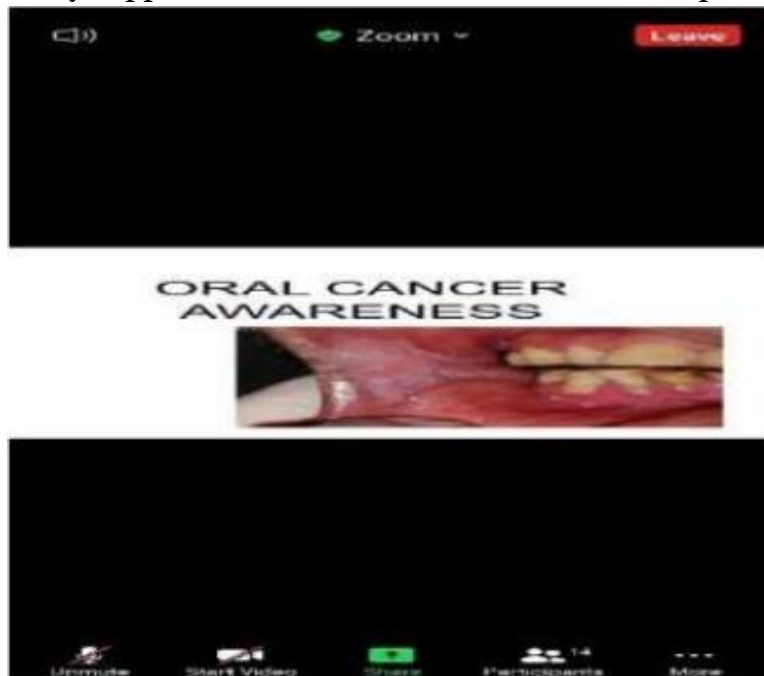 Zoom
Leave
ORAL CANCER
AWARENESS
14
Unmute
Start Video
Share
Participants
More